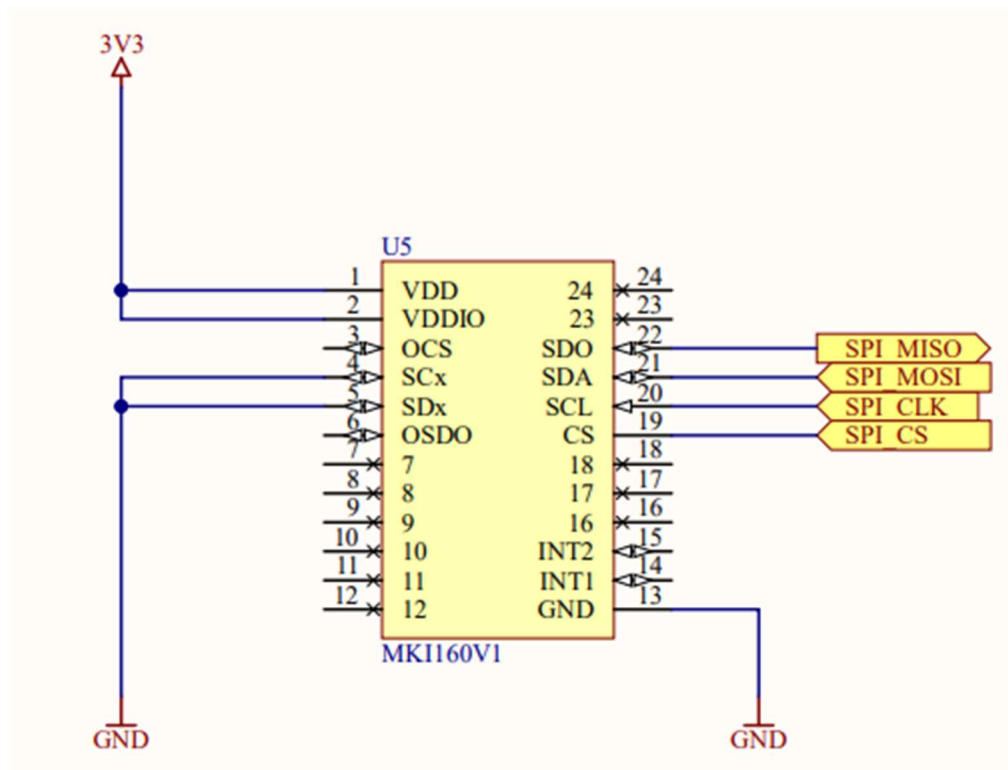 3V3
U5
1 VDD 24 24
2 VDDIO 23 23
3 OCS SDO 22 SPI_MISO
4 SCx SDA 21 SPI_MOSI
5 SDx SCL 20 SPI_CLK
6 OSDO CS 19 SPI_CS
7 7 18 18
8 8 17 17
9 9 16 16
10 10 INT2 15
11 11 INT1 14
12 12 GND 13
MKI160V1
GND GND